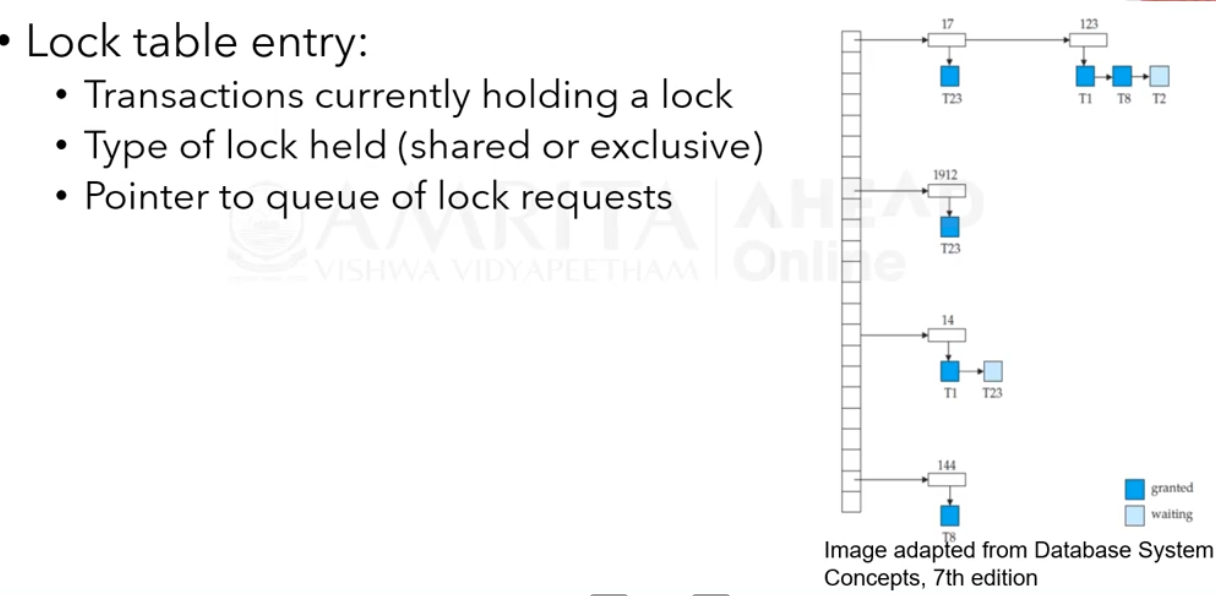 • Lock table entry:
• Transactions currently holding a lock
• Type of lock held (shared or exclusive)
• Pointer to queue of lock requests
AMRITA AHEAD
VISHWA VIDYAPEETHAM Online
17 123
T23 T1 T8 T2
1912
T23
14
T1 T23
144
granted
waiting
T8
Image adapted from Database System
Concepts, 7th edition